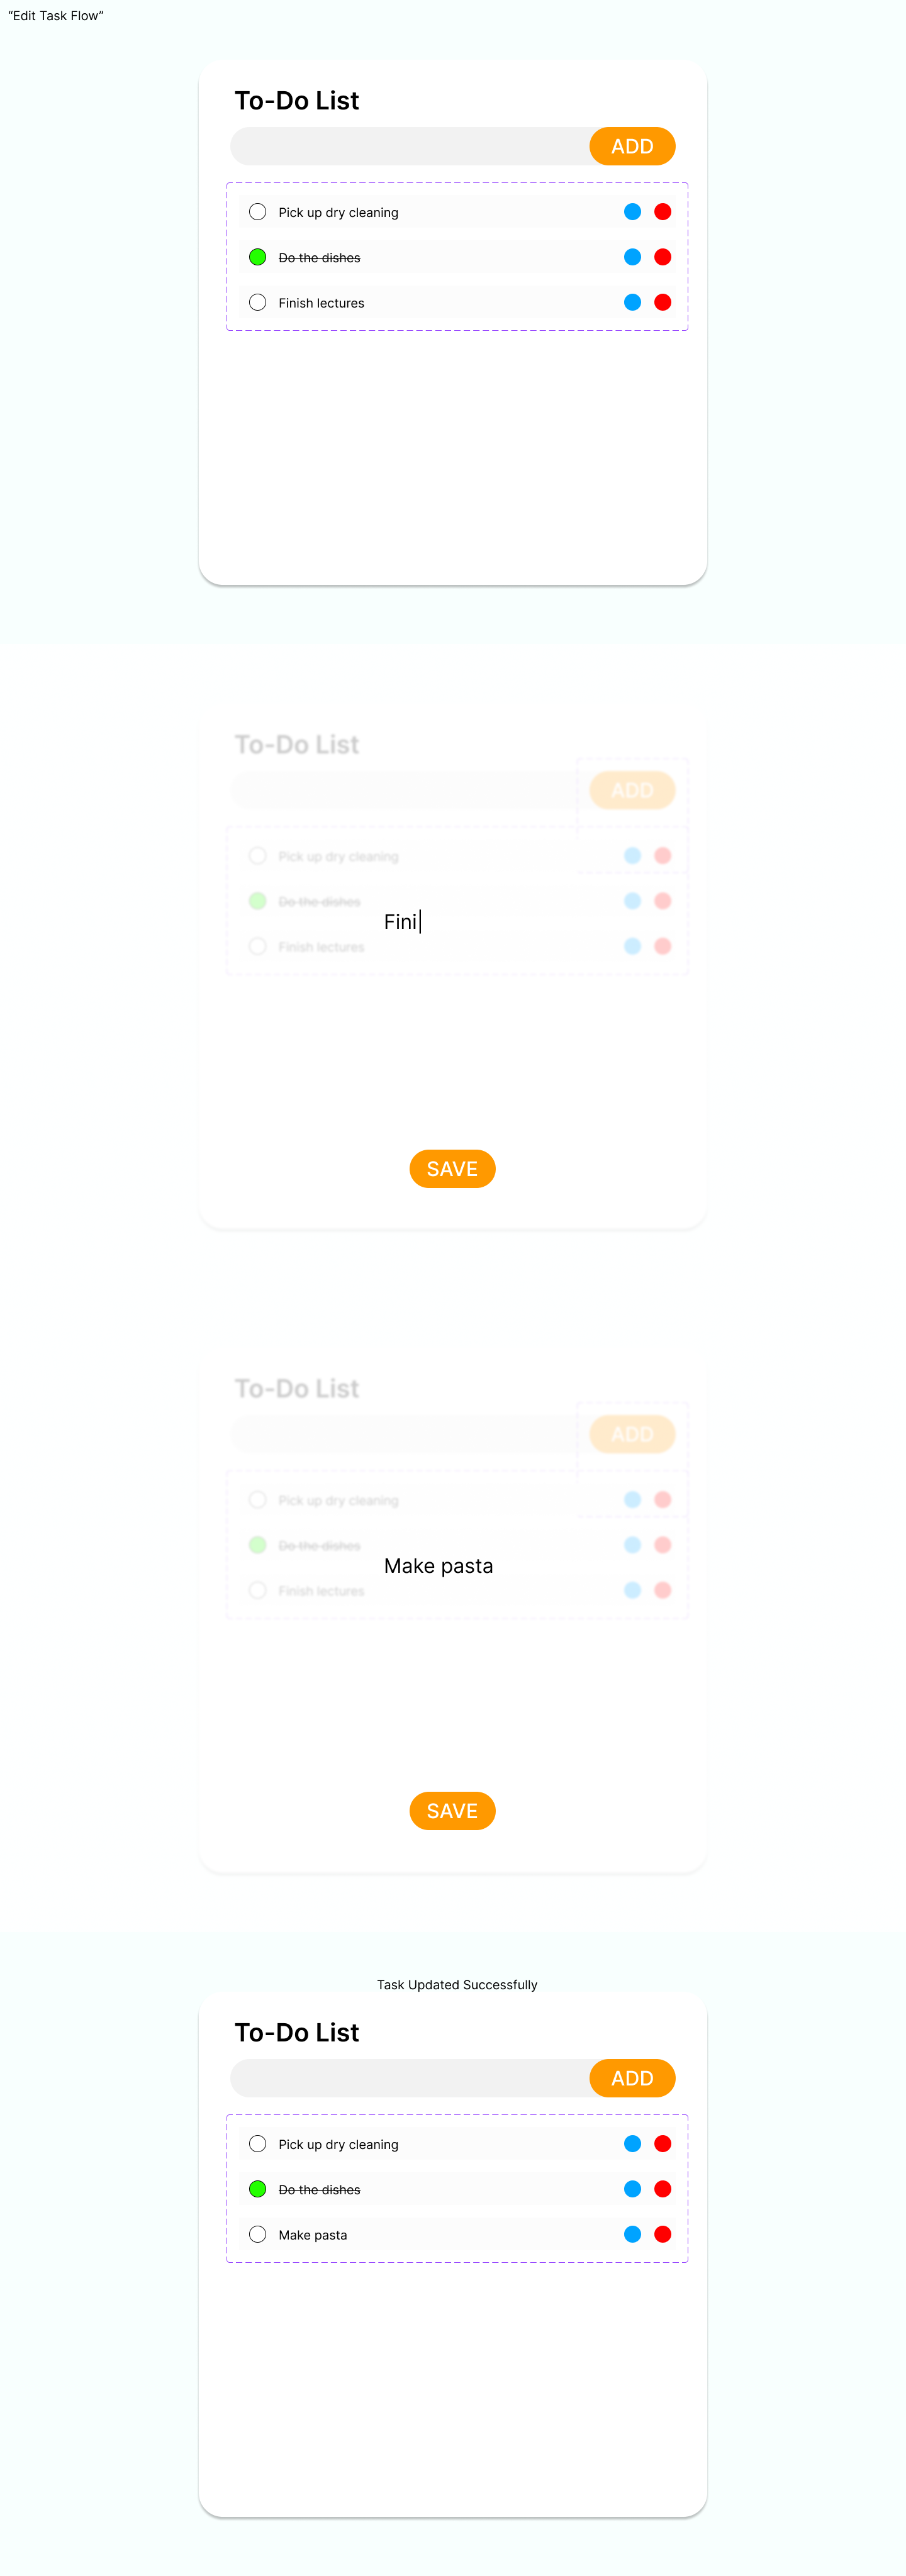 “Edit Task Flow”
To-Do List
ADD
Pick up dry cleaning
Do the dishes
Finish lectures
To-Do List
ADD
Pick up dry cleaning
Do the dishes
Fini
Finish lectures
SAVE
To-Do List
ADD
Pick up dry cleaning
Do the dishes
Make pasta
Finish lectures
SAVE
Task Updated Successfully
To-Do List
ADD
Pick up dry cleaning
Do the dishes
Make pasta